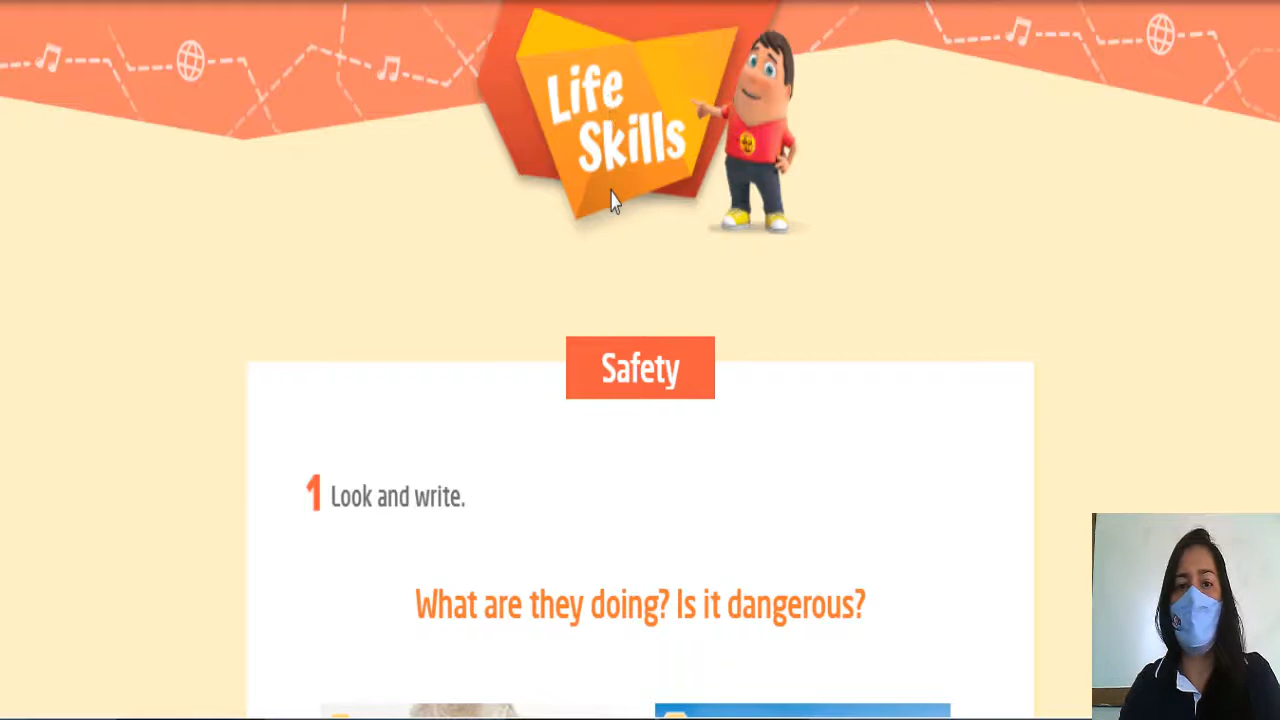 Life
Skills
Safety
1 Look and write.
What are they doing? Is it dangerous?